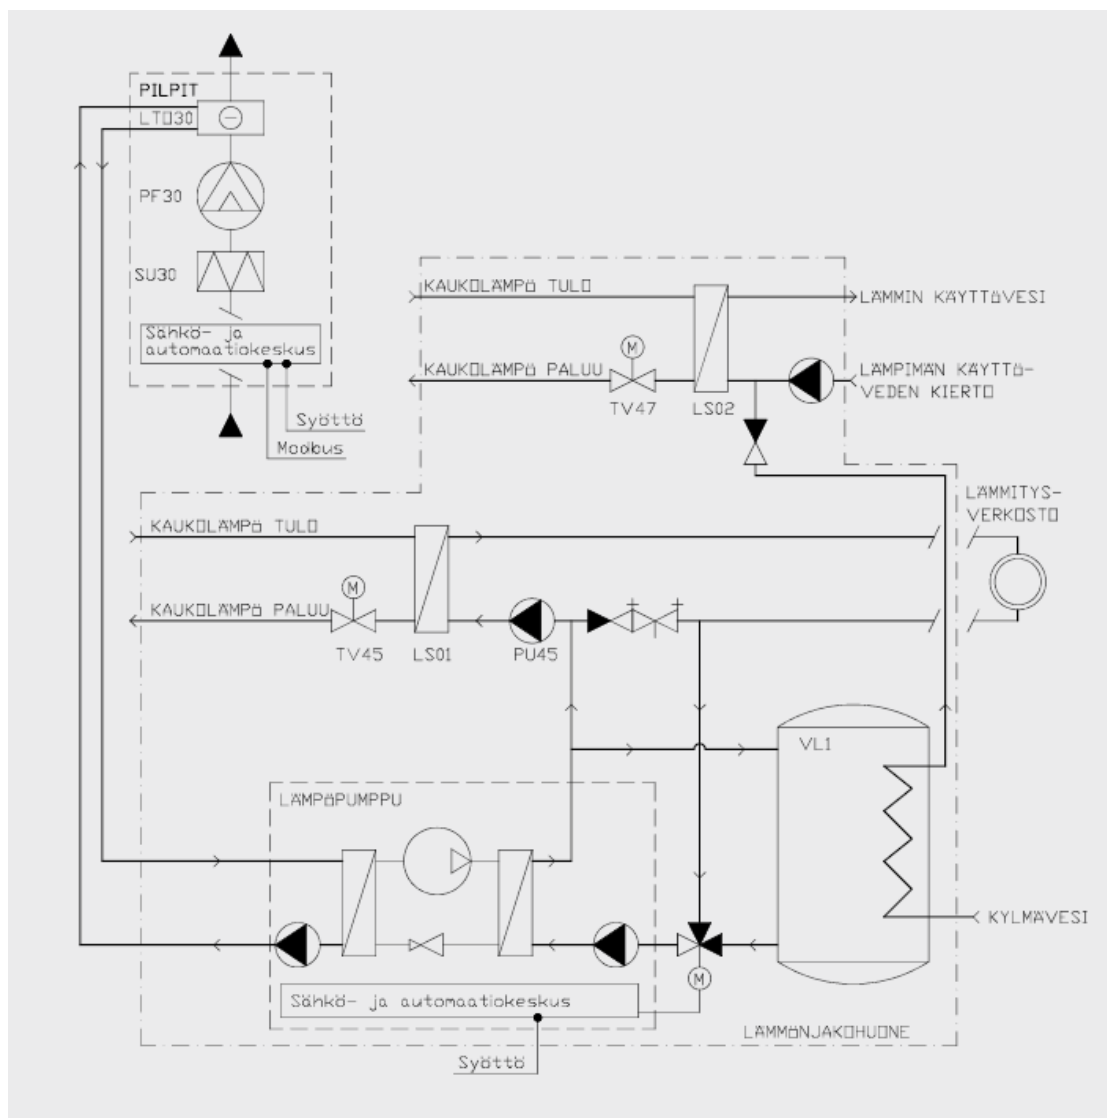 PILPIT
LTO30
PF30
SU30
Sähkö- ja
automaatiokeskus
Syöttö
Modbus
KAUKOLÄMPÖ TULO
LÄMMIN KÄYTTÖVESI
M
KAUKOLÄMPÖ PALUU
LÄMPIMÄN KÄYTTÖ-
VEDEN KIERTO
TV47
LS02
LÄMMITYS-
VERKOSTO
KAUKOLÄMPÖ TULO
M
KAUKOLÄMPÖ PALUU
TV45
LS01
PU45
VL1
LÄMPÖPUMPPU
KYLMÄVESI
M
Sähkö- ja automaatiokeskus
LÄMMÖNJAKOHUONE
Syöttö